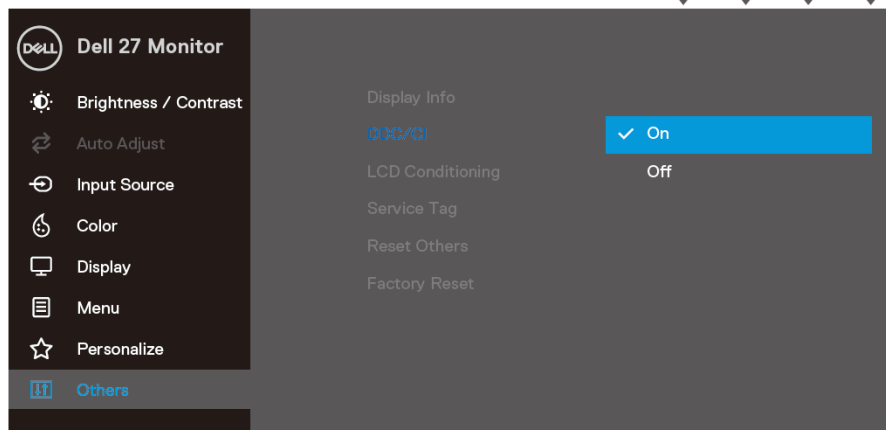 DELL
Dell 27 Monitor
Brightness / Contrast
Auto Adjust
Input Source
Color
Display
Menu
Personalize
Others
Display Info
DDC/CI
LCD Conditioning
Service Tag
Reset Others
Factory Reset
On
Off